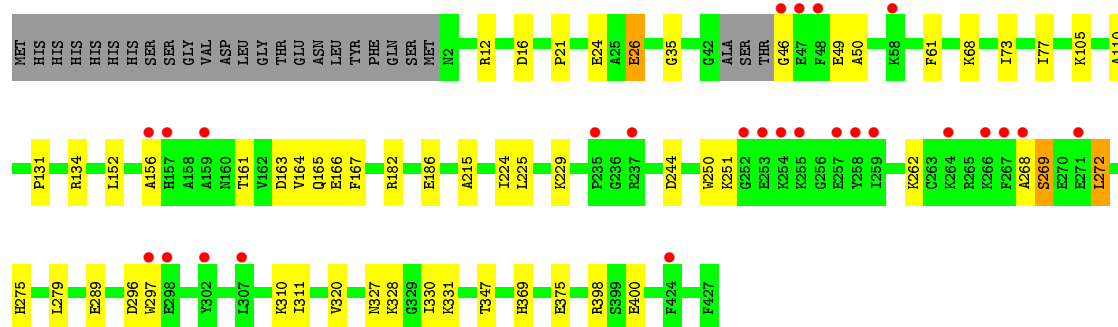 MET HIS HIS HIS HIS HIS HIS SER SER GLY VAL ASP LEU GLY THR GLU ASN LEU TYR PHE GLN SER MET N2 R12 D16 P21 E24 A25 E26 G35 G42 ALA SER THR G46 E47 F48 E49 A50 K58 F61 K68 I73 I77 K105 A110
P131 R134 L152 A156 H157 A158 A159 N160 T161 V162 D163 V164 Q165 E166 F167 R182 E186 A215 I224 L225 K229 P235 G236 R237 D244 W250 K251 G252 E253 K254 K255 G256 E257 Y258 I259 K262 C263 K264 R265 K266 F267 A268 S269 E270 E271 L272
H275 L279 E289 D296 W297 E298 Y302 L307 K310 I311 V320 N327 K328 G329 I330 K331 T347 H369 E375 R398 S399 E400 F424 F427